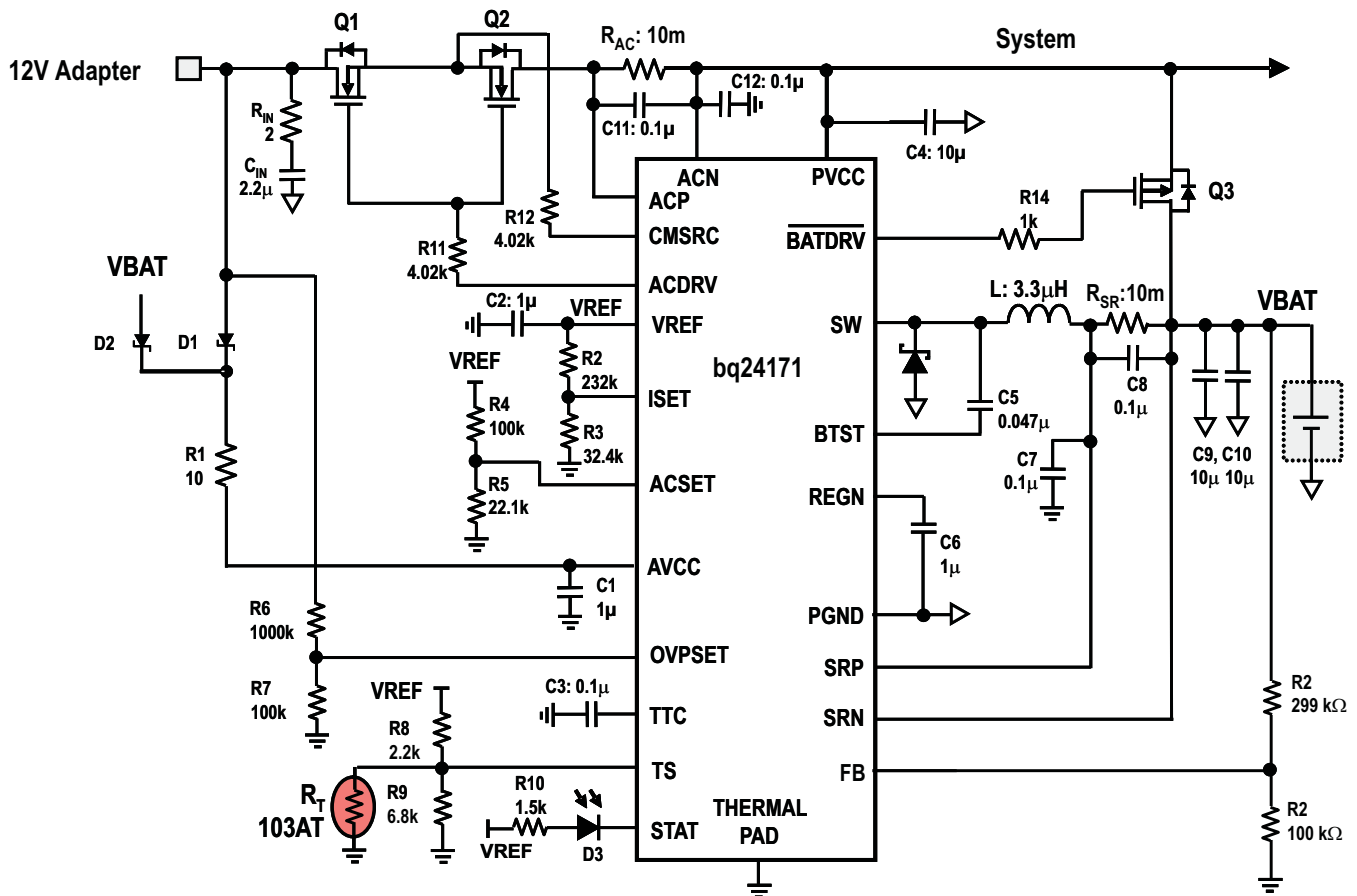 Q1
Q2
R_AC: 10m
System
12V Adapter
C12: 0.1µ
R_IN
2
C11: 0.1µ
C4: 10µ
C_IN
2.2µ
ACN
PVCC
ACP
Q3
R12
4.02k
CMSRC
R14
1k
BATDRV
R11
4.02k
ACDRV
VBAT
C2: 1µ
VREF
VREF
SW
L: 3.3µH
R_SR:10m
VBAT
D2
D1
VREF
R2
232k
bq24171
C8
0.1µ
R4
100k
ISET
C5
0.047µ
R3
32.4k
BTST
R1
10
C7
0.1µ
C9, C10
10µ 10µ
R5
22.1k
ACSET
REGN
C6
1µ
AVCC
C1
1µ
R6
1000k
PGND
OVPSET
SRP
R7
100k
VREF
C3: 0.1µ
TTC
SRN
R2
299 kΩ
R8
2.2k
TS
FB
R_T
103AT
R9
6.8k
R10
1.5k
THERMAL
PAD
STAT
R2
100 kΩ
VREF
D3